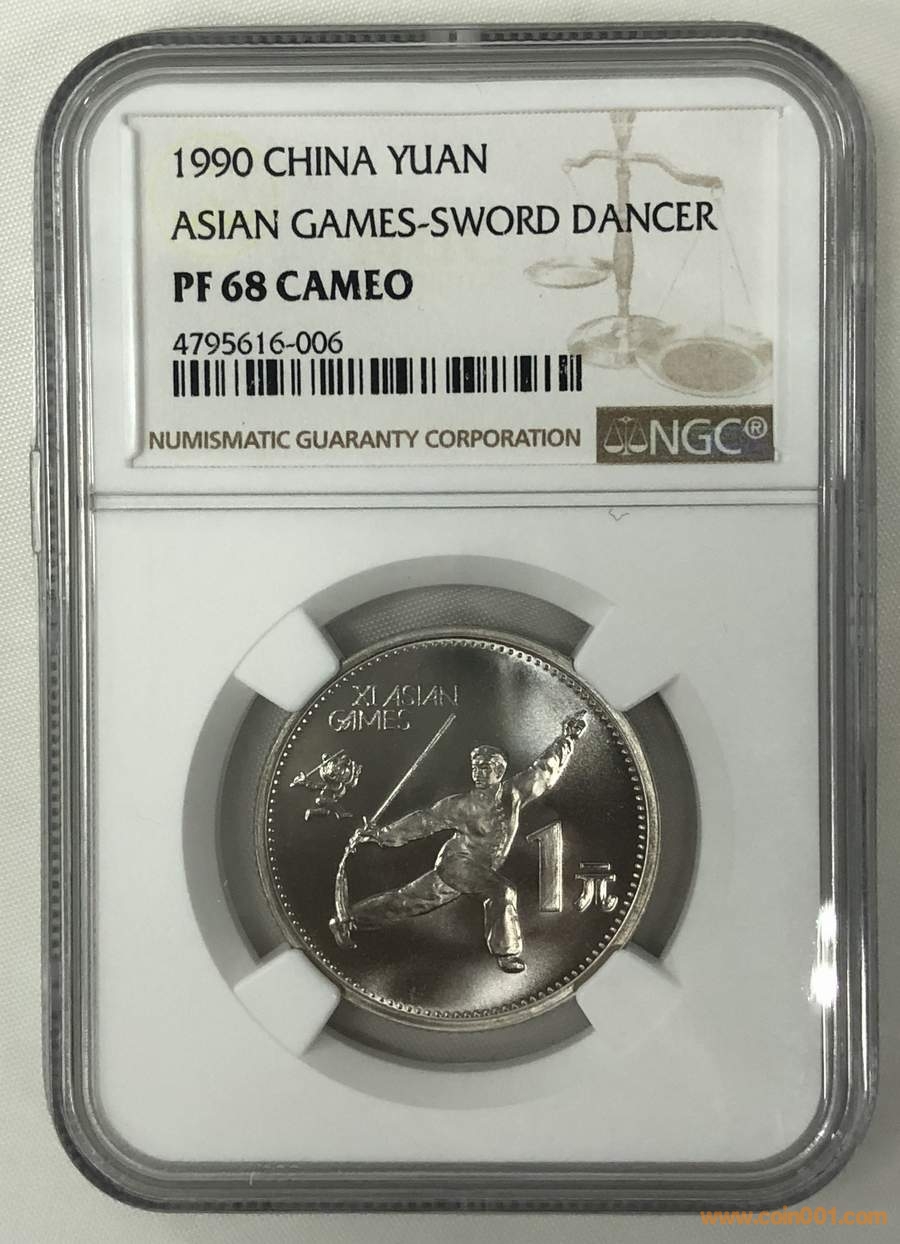 1990 CHINA YUAN
ASIAN GAMES-SWORD DANCER
PF 68 CAMEO
4795616-006
NUMISMATIC GUARANTY CORPORATION
NGC®
XI ASIAN
GAMES
1元
www.coin001.com